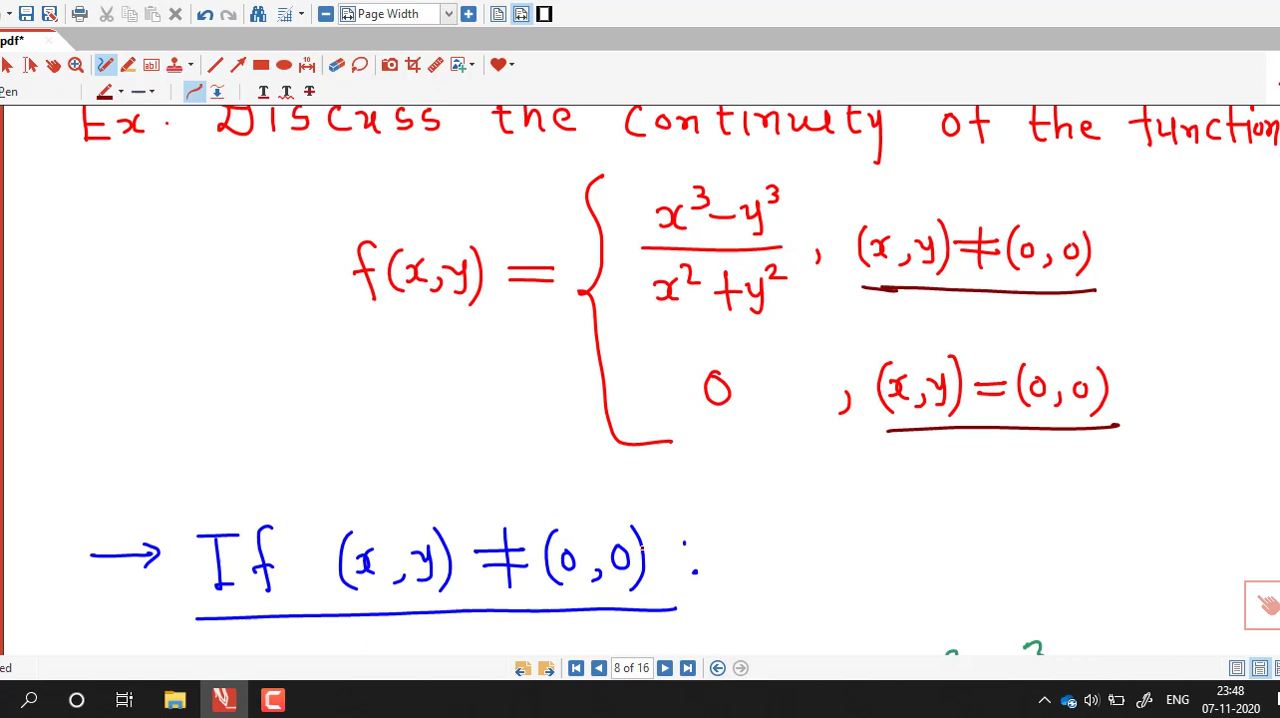 Page Width
pdf*
Pen
Ex. Discuss the continuity of the function
f(x,y) = { x³-y³ / x²+y² , (x,y)≠(0,0)
0 , (x,y)=(0,0)
→ If (x,y)≠(0,0) :
ed
8 of 16
ENG
23:48
07-11-2020